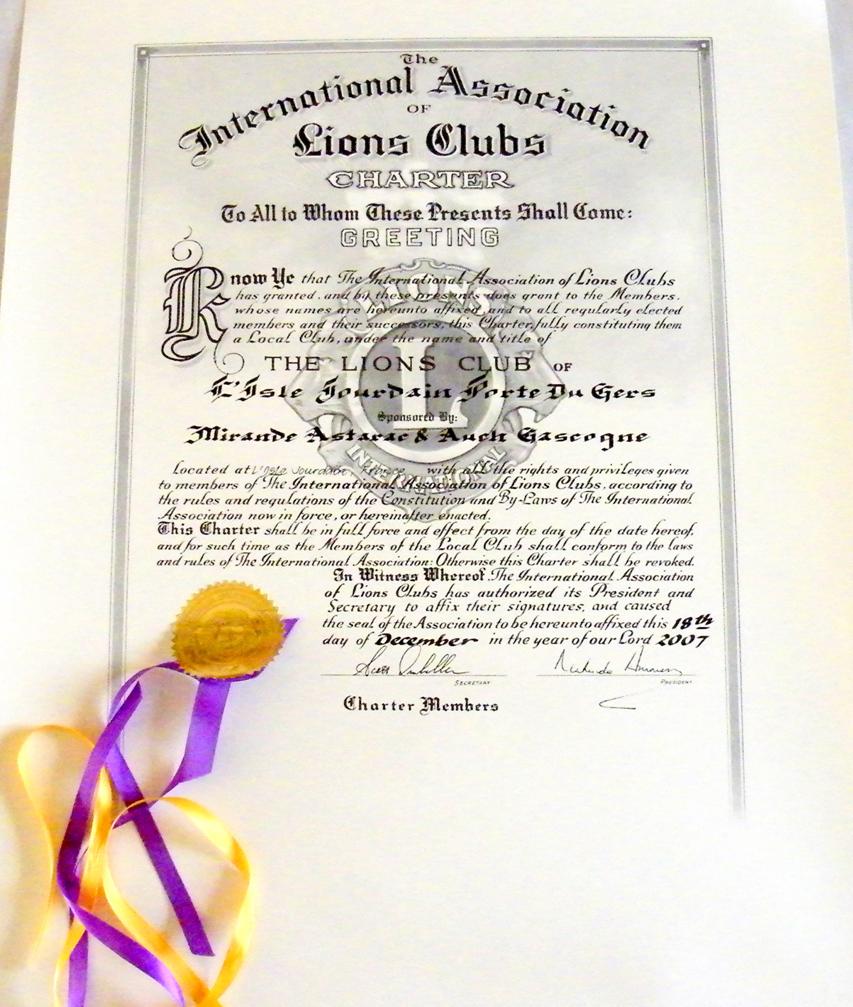 The
International Association
OF
Lions Clubs
CHARTER
To All to Whom These Presents Shall Come:
GREETING
Know Ye that The International Association of Lions Clubs
has granted, and by these presents does grant to the Members,
whose names are hereunto affixed and to all regularly elected
members and their successors, this Charter, fully constituting them
a Local Club, under the name and title of
THE LIONS CLUB OF
L'Isle Jourdain Porte Du Gers
Sponsored By:
Mirande Astarac & Auch Gascogne
LIONS
L
INTERNATIONAL
Located at L'Isle Jourdain France with all the rights and privileges given
to members of The International Association of Lions Clubs, according to
the rules and regulations of the Constitution and By-Laws of The International
Association now in force, or hereinafter enacted.
This Charter shall be in full force and effect from the day of the date hereof,
and for such time as the Members of the Local Club shall conform to the laws
and rules of The International Association: Otherwise this Charter shall be revoked.
In Witness Whereof, The International Association
of Lions Clubs has authorized its President and
Secretary to affix their signatures, and caused
the seal of the Association to be hereunto affixed this 18th
day of December in the year of our Lord 2007
SECRETARY
PRESIDENT
Charter Members